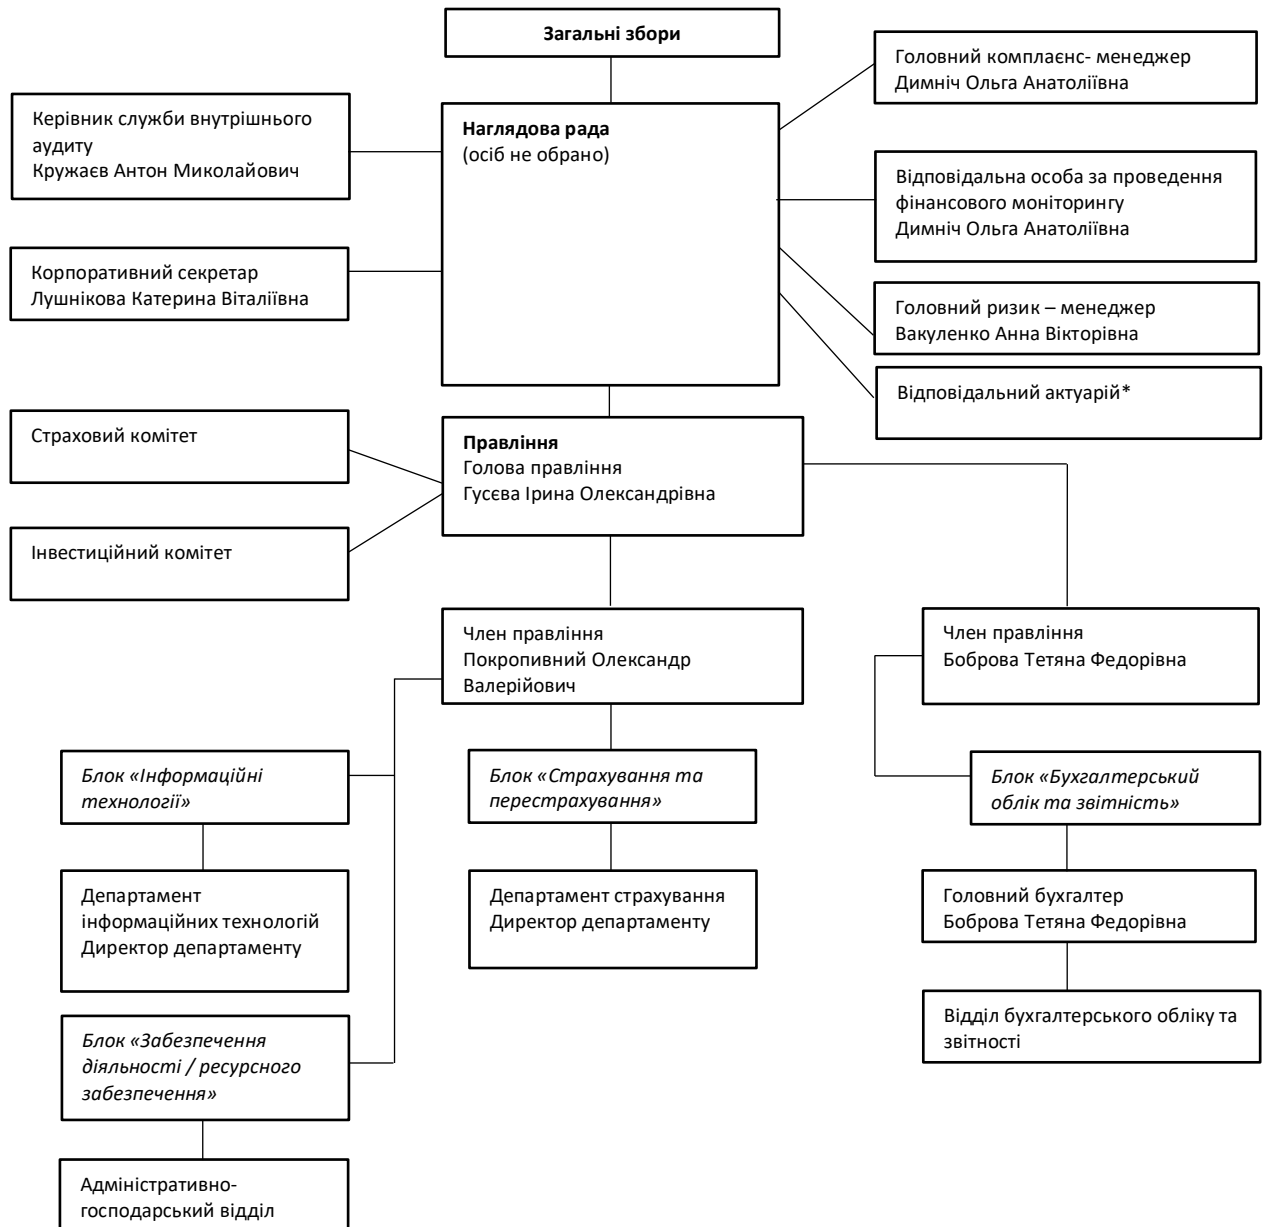 Загальні збори
Головний комплаєнс- менеджер
Димніч Ольга Анатоліївна
Керівник служби внутрішнього
аудиту
Кружаєв Антон Миколайович
Наглядова рада
(осіб не обрано)
Відповідальна особа за проведення
фінансового моніторингу
Димніч Ольга Анатоліївна
Корпоративний секретар
Лушнікова Катерина Віталіївна
Головний ризик – менеджер
Вакуленко Анна Вікторівна
Відповідальний актуарій*
Страховий комітет
Правління
Голова правління
Гусєва Ірина Олександрівна
Інвестиційний комітет
Член правління
Покропивний Олександр
Валерійович
Член правління
Боброва Тетяна Федорівна
Блок «Інформаційні
технології»
Блок «Страхування та
перестрахування»
Блок «Бухгалтерський
облік та звітність»
Департамент
інформаційних технологій
Директор департаменту
Департамент страхування
Директор департаменту
Головний бухгалтер
Боброва Тетяна Федорівна
Відділ бухгалтерського обліку та
звітності
Блок «Забезпечення
діяльності / ресурсного
забезпечення»
Адміністративно-
господарський відділ